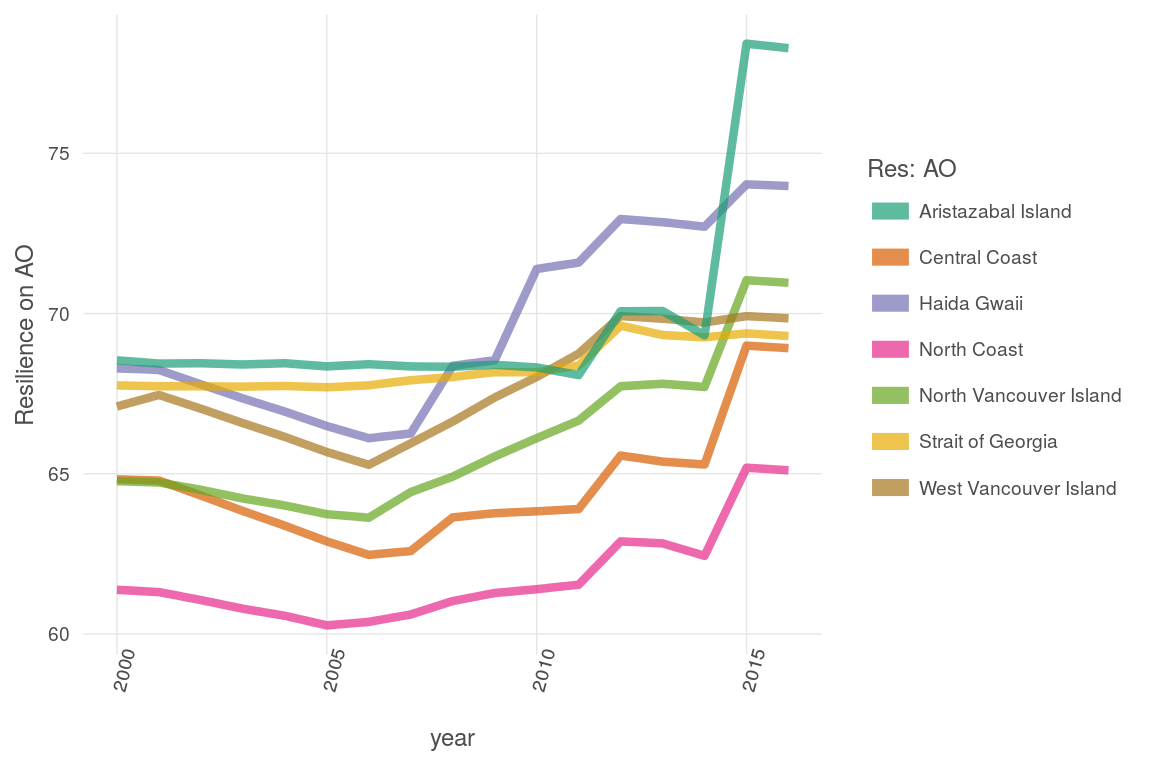 75
70
65
60
Resilience on AO
2000
2005
2010
2015
year
Res: AO
Aristazabal Island
Central Coast
Haida Gwaii
North Coast
North Vancouver Island
Strait of Georgia
West Vancouver Island